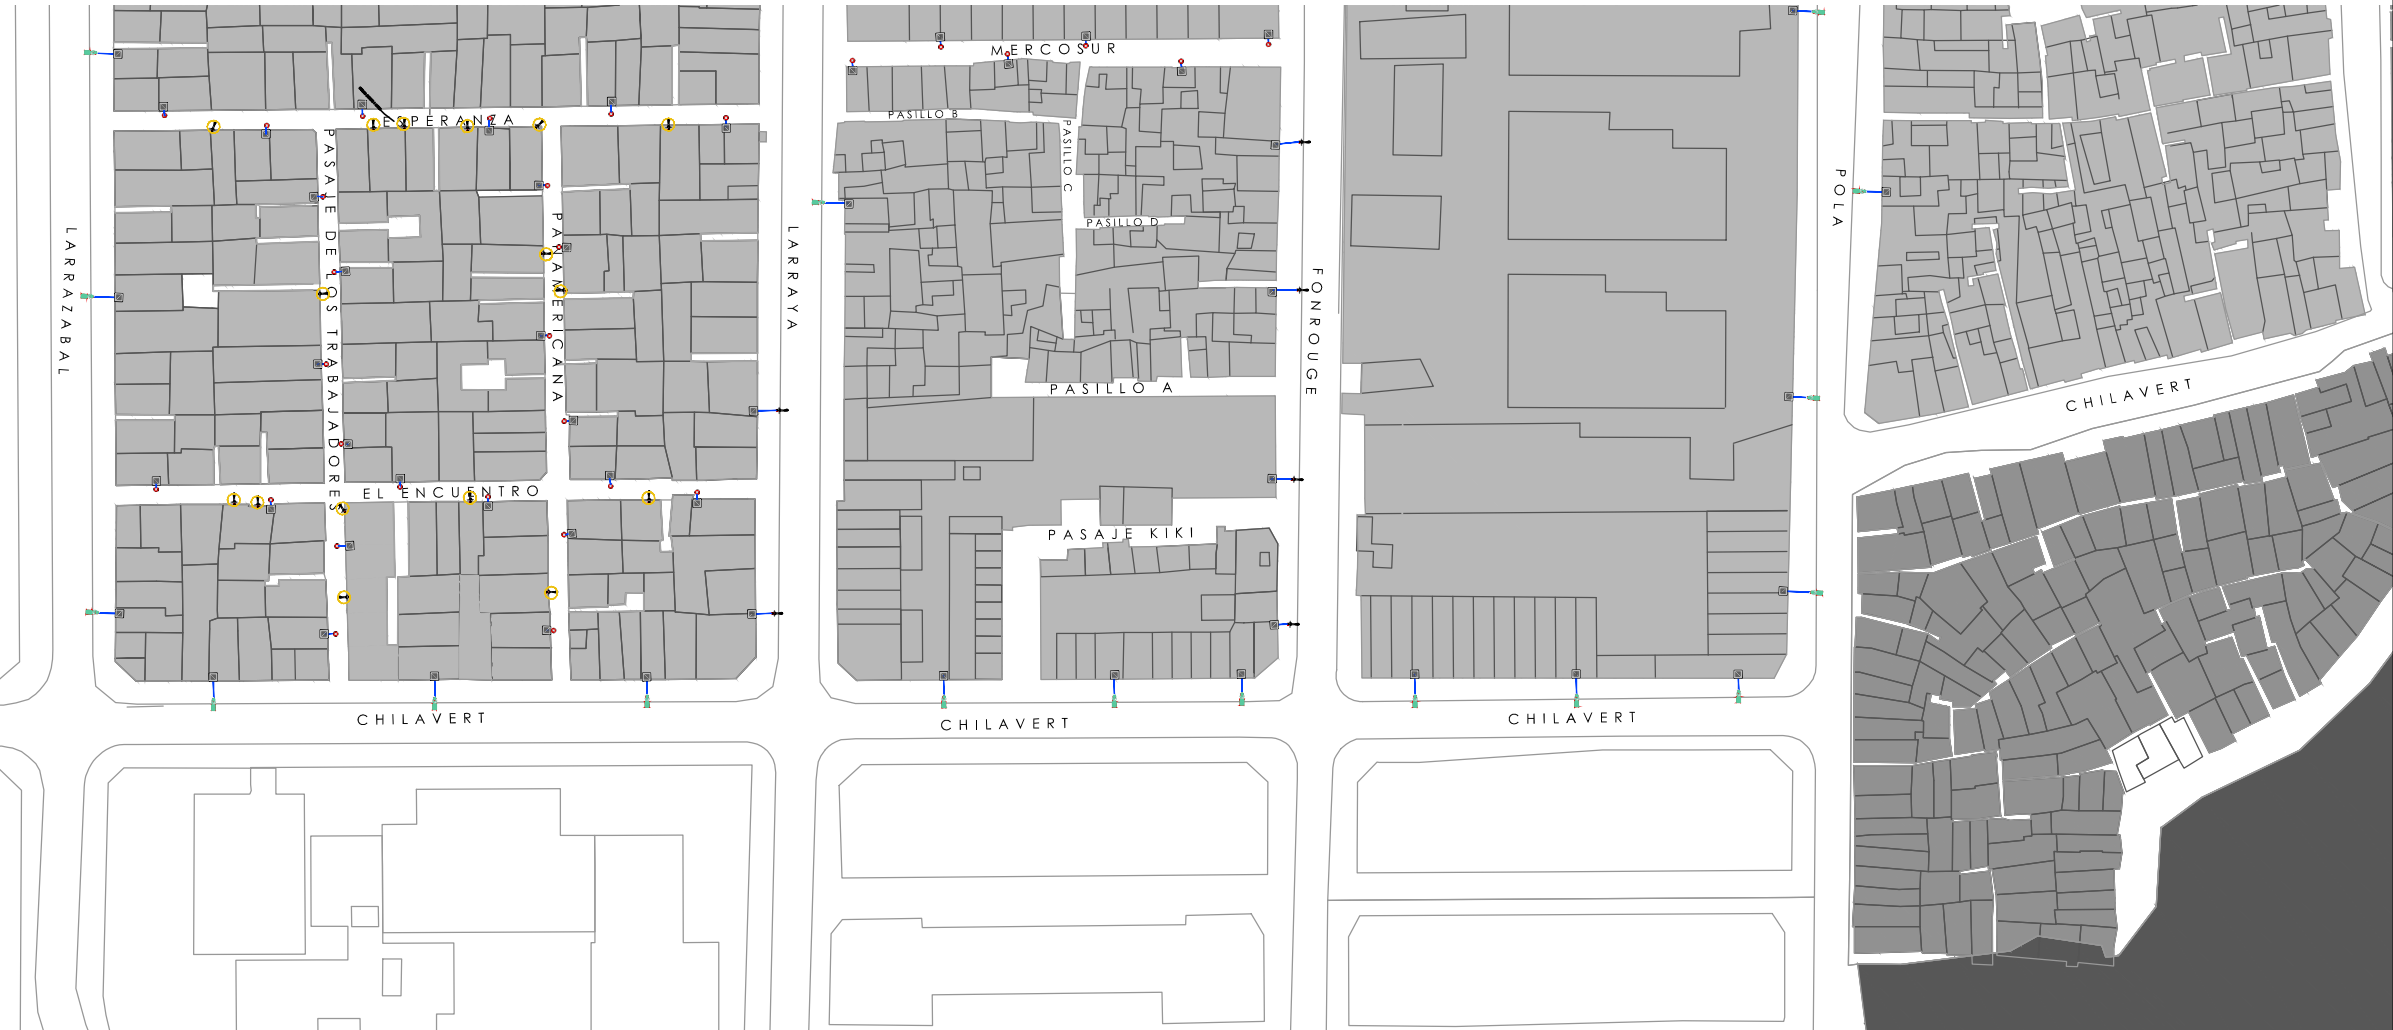 MERCOSUR
PASILLO B
ESPERANZA
PASILLO C
PASAJE DE LOS TRABAJADORES
POLA
PASILLO D
PANAMERICANA
LARRAZABAL
LARRAYA
FONROUGE
PASILLO A
CHILAVERT
EL ENCUENTRO
PASAJE KIKI
CHILAVERT
CHILAVERT
CHILAVERT